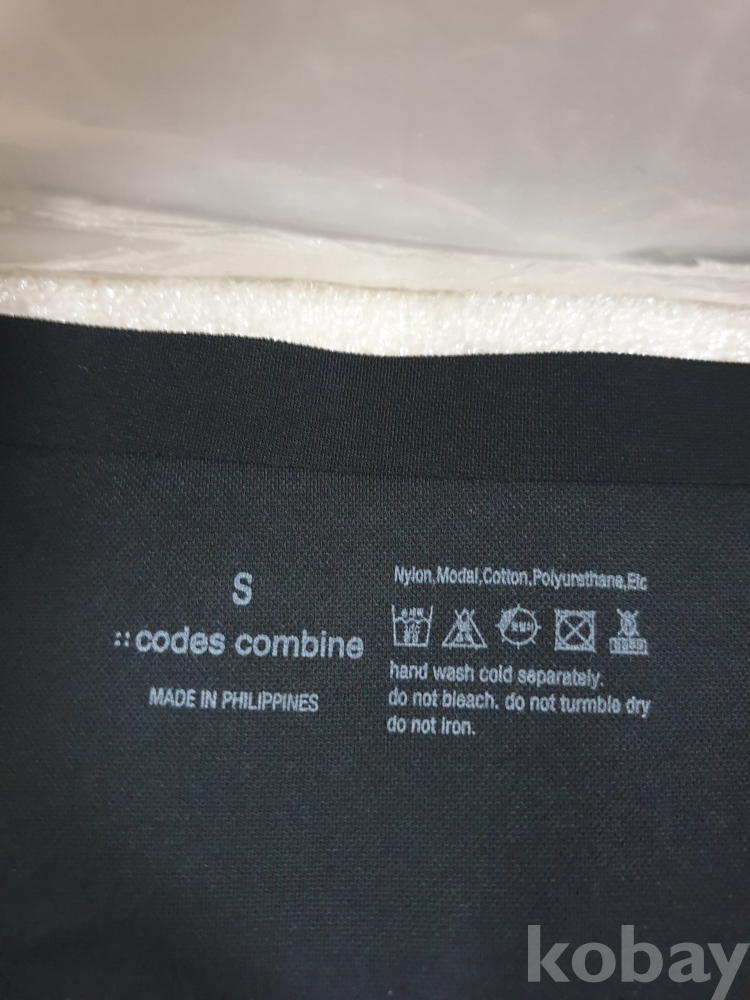 S
::codes combine
MADE IN PHILIPPINES
Nylon,Modal,Cotton,Polyurethane,Etc
hand wash cold separately.
do not bleach. do not turmble dry
do not iron.
kobay